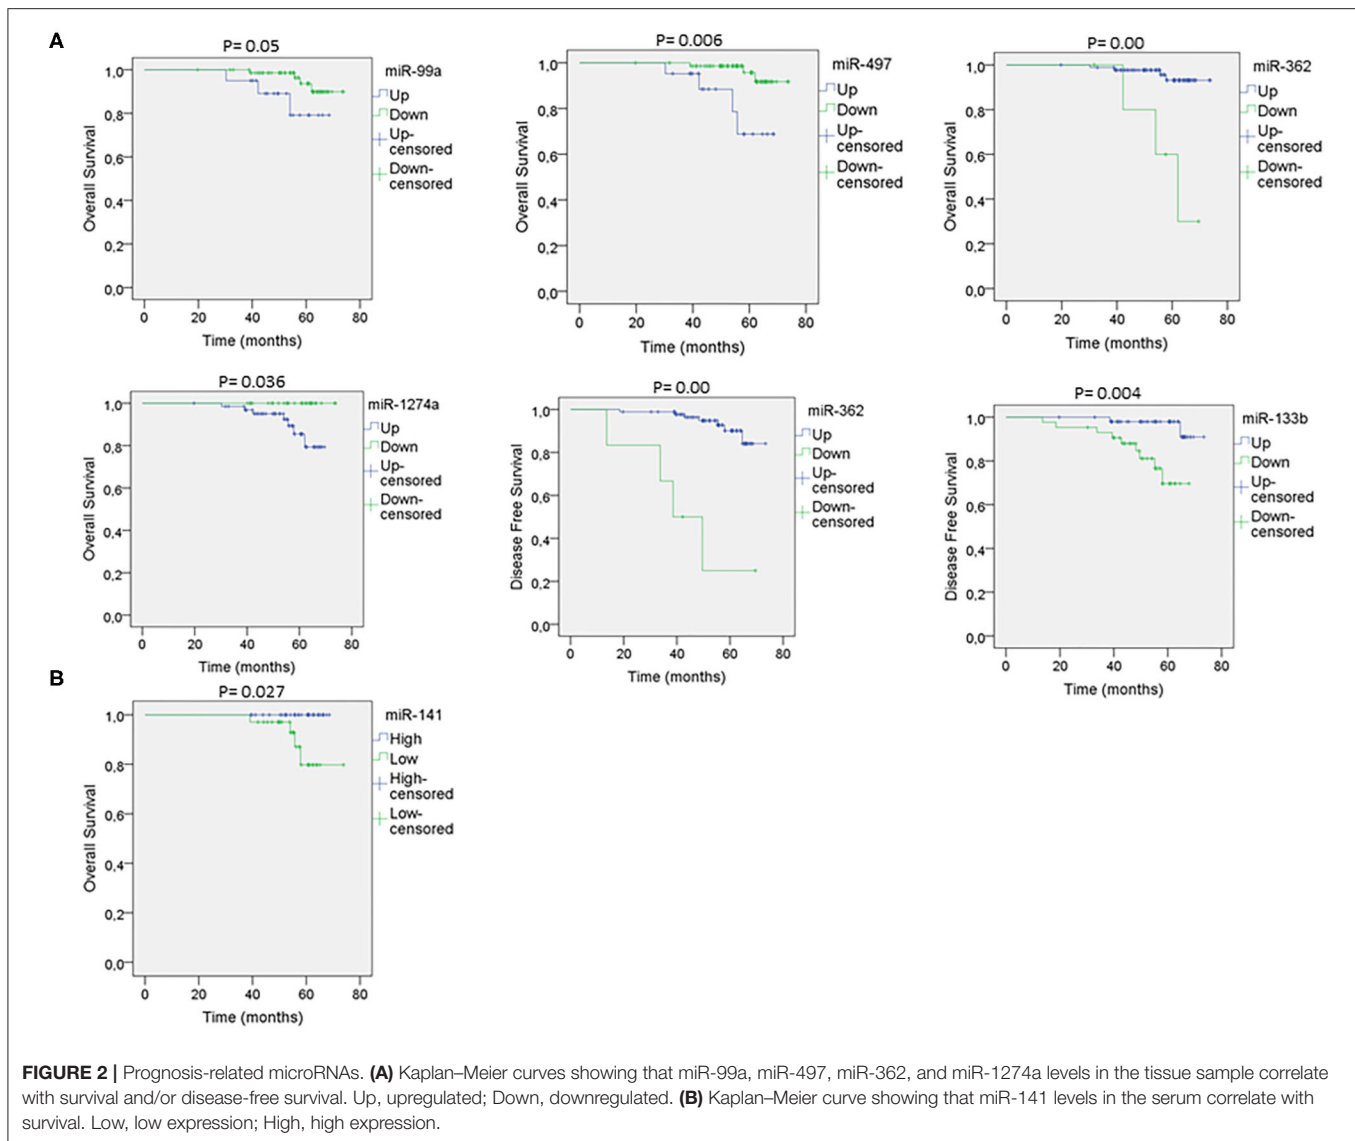 A
P= 0.05
miR-99a
Up
Down
Up-
censored
Down-
censored
1,0
0,8
0,6
0,4
0,2
0,0
Overall Survival
0 20 40 60 80
Time (months)
P= 0.006
miR-497
Up
Down
Up-
censored
Down-
censored
1,0
0,8
0,6
0,4
0,2
0,0
Overall Survival
0 20 40 60 80
Time (months)
P= 0.00
miR-362
Up
Down
Up-
censored
Down-
censored
1,0
0,8
0,6
0,4
0,2
0,0
Overall Survival
0 20 40 60 80
Time (months)
P= 0.036
miR-1274a
Up
Down
Up-
censored
Down-
censored
1,0
0,8
0,6
0,4
0,2
0,0
Overall Survival
0 20 40 60 80
Time (months)
P= 0.00
miR-362
Up
Down
Up-
censored
Down-
censored
1,0
0,8
0,6
0,4
0,2
0,0
Disease Free Survival
0 20 40 60 80
Time (months)
P= 0.004
miR-133b
Up
Down
Up-
censored
Down-
censored
1,0
0,8
0,6
0,4
0,2
0,0
Disease Free Survival
0 20 40 60 80
Time (months)
B
P= 0.027
miR-141
High
Low
High-
censored
Low-
censored
1,0
0,8
0,6
0,4
0,2
0,0
Overall Survival
0 20 40 60 80
Time (months)
FIGURE 2 | Prognosis-related microRNAs. (A) Kaplan–Meier curves showing that miR-99a, miR-497, miR-362, and miR-1274a levels in the tissue sample correlate
with survival and/or disease-free survival. Up, upregulated; Down, downregulated. (B) Kaplan–Meier curve showing that miR-141 levels in the serum correlate with
survival. Low, low expression; High, high expression.